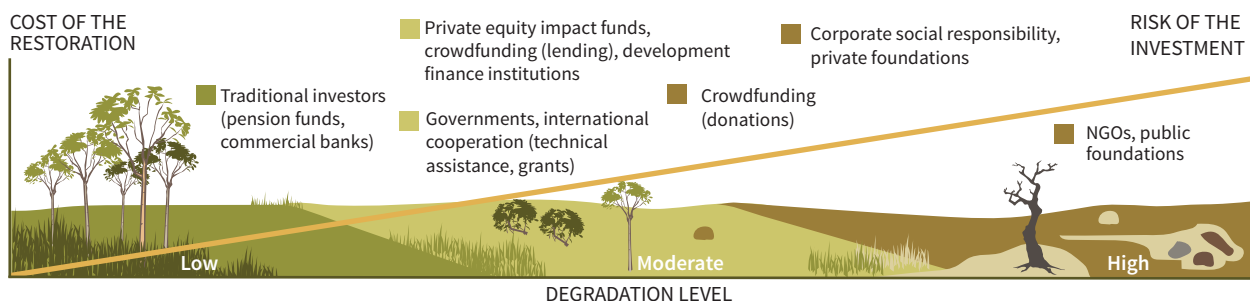 COST OF THE
RESTORATION
Private equity impact funds,
crowdfunding (lending), development
finance institutions
Corporate social responsibility,
private foundations
RISK OF THE
INVESTMENT
Traditional investors
(pension funds,
commercial banks)
Governments, international
cooperation (technical
assistance, grants)
Crowdfunding
(donations)
NGOs, public
foundations
Low
Moderate
High
DEGRADATION LEVEL